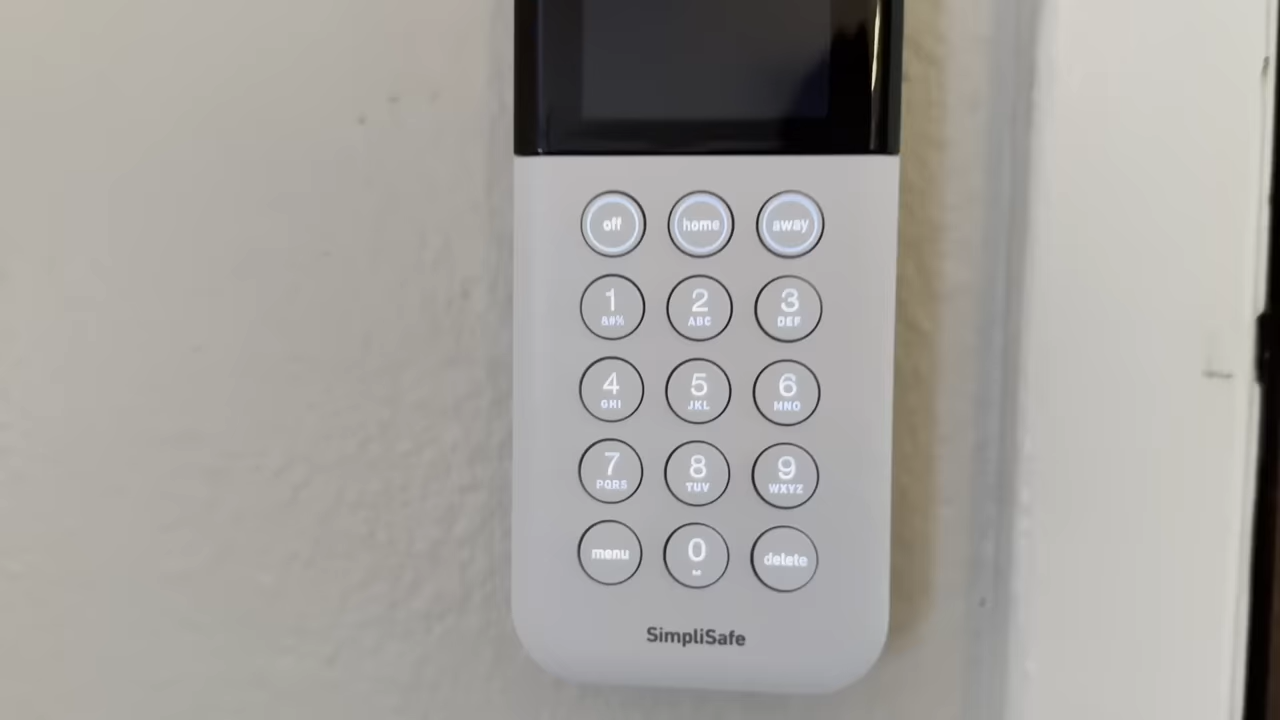 off home away
1 2 3
&#% ABC DEF
4 5 6
GHI JKL MNO
7 8 9
PQRS TUV WXYZ
menu 0 delete
SimpliSafe